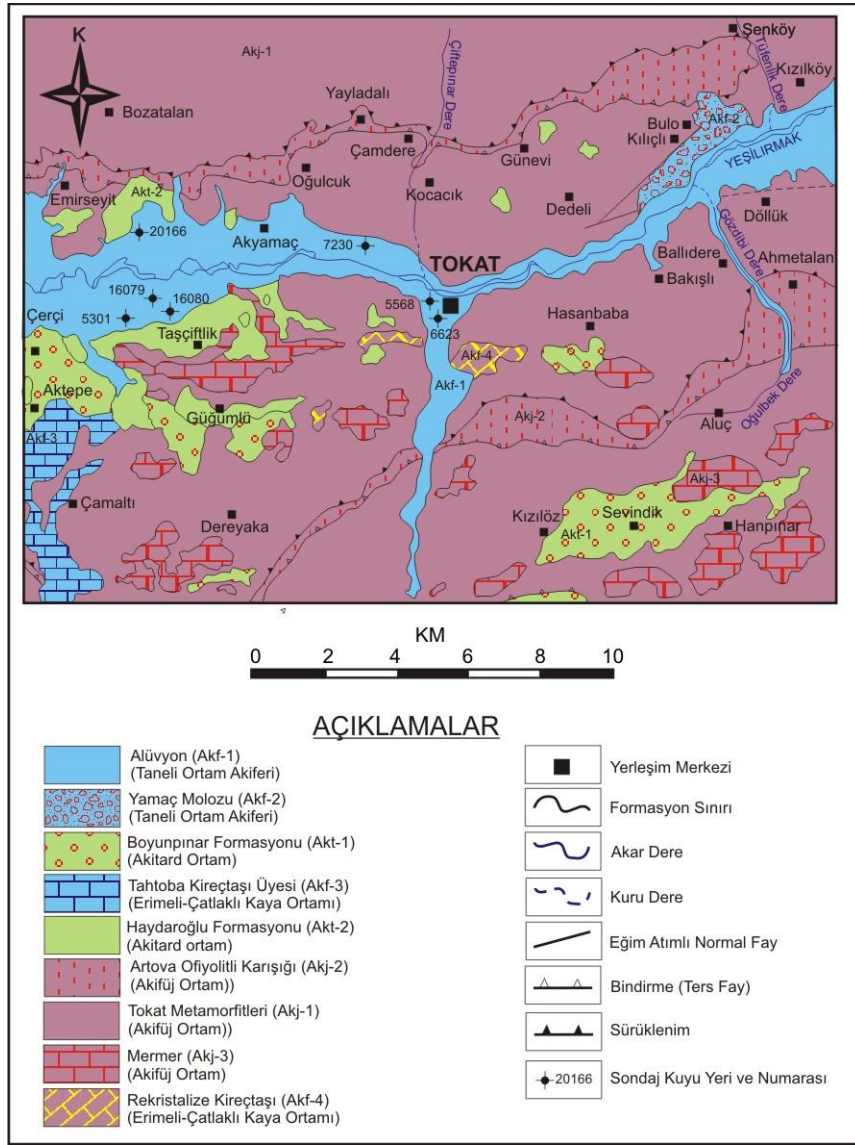 K
Akj-1
Çiftepınar Dere
Şenköy
Tüfenlik Dere
Kızılköy
Bozatalan
Yayladalı
Çamdere
Bulo
Akf-2
Kılıçlı
Günevi
YEŞİLIRMAK
Emirseyit
Akt-2
Oğulcuk
Kocacık
Dedeli
20166
Akyamaç
7230
Döllük
Gözdibi Dere
TOKAT
Ballıdere
Ahmetalan
Bakışlı
16079
16080
5568
5301
6623
Hasanbaba
Çerçi
Taşçiftlik
Akf-4
Akf-1
Aktepe
Güğümlö
Akj-2
Oğulbek Dere
Aluç
Akf-3
Çamaltı
Dereyaka
Akj-3
Kızılöz
Sevindik
Akt-1
Hanpınar
KM
0 2 4 6 8 10
AÇIKLAMALAR
Alüvyon (Akf-1)
(Taneli Ortam Akiferi)
Yamaç Molozu (Akf-2)
(Taneli Ortam Akiferi)
Boyunpınar Formasyonu (Akt-1)
(Akitard Ortam)
Tahtoba Kireçtaşı Üyesi (Akf-3)
(Erimeli-Çatlaklı Kaya Ortamı)
Haydaroğlu Formasyonu (Akt-2)
(Akitard ortam)
Artova Ofiyolitli Karışığı (Akj-2)
(Akifüj Ortam))
Tokat Metamorfitleri (Akj-1)
(Akifüj Ortam))
Mermer (Akj-3)
(Akifüj Ortam)
Rekristalize Kireçtaşı (Akf-4)
(Erimeli-Çatlaklı Kaya Ortamı)
Yerleşim Merkezi
Formasyon Sınırı
Akar Dere
Kuru Dere
Eğim Atımlı Normal Fay
Bindirme (Ters Fay)
Sürüklenim
20166
Sondaj Kuyu Yeri ve Numarası